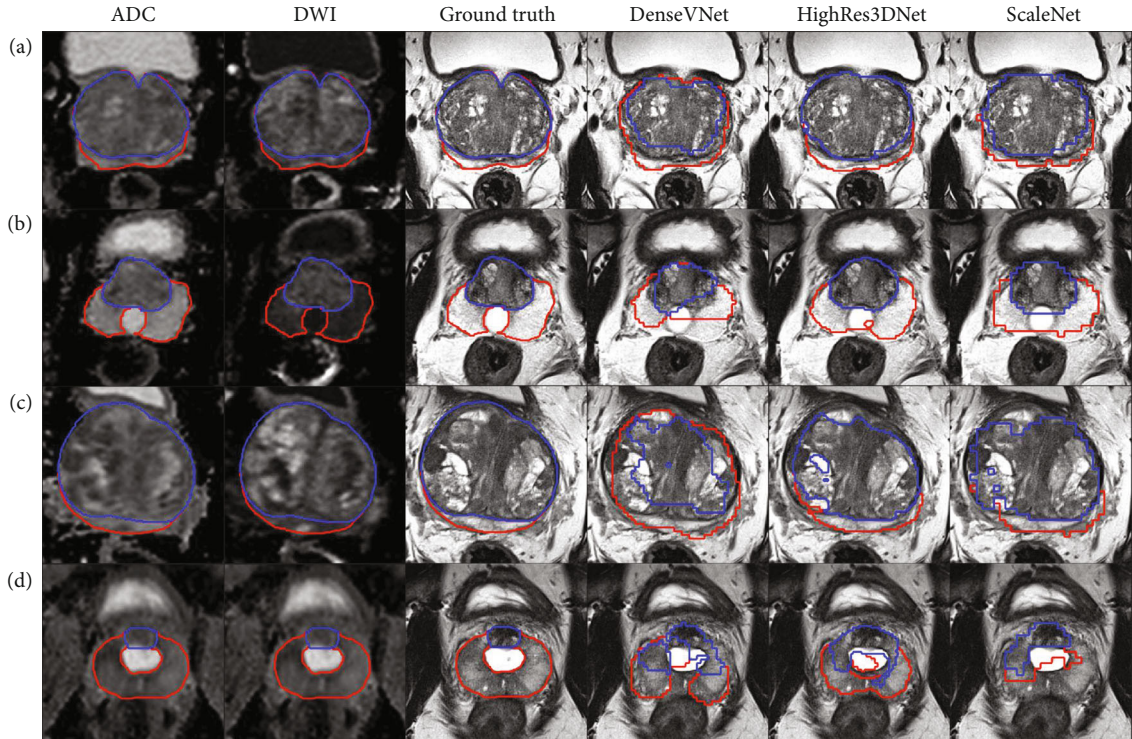 ADC DWI Ground truth DenseVNet HighRes3DNet ScaleNet
(a)
(b)
(c)
(d)